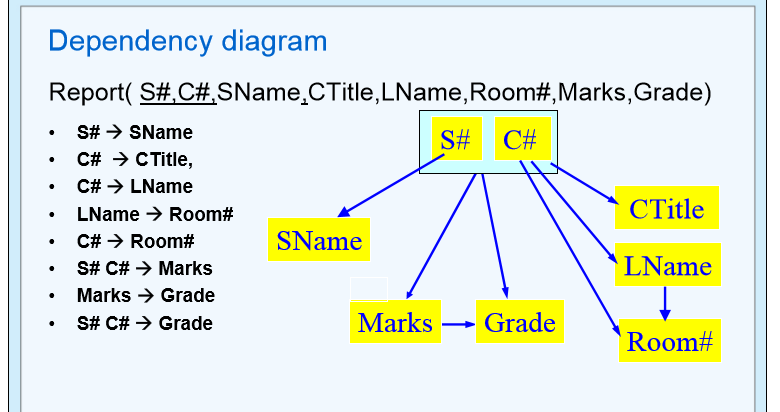 Dependency diagram
Report( S#,C#,SName,CTitle,LName,Room#,Marks,Grade)
• S# → SName
• C# → CTitle,
• C# → LName
• LName → Room#
• C# → Room#
• S# C# → Marks
• Marks → Grade
• S# C# → Grade
S# C#
CTitle
SName
LName
Marks Grade
Room#